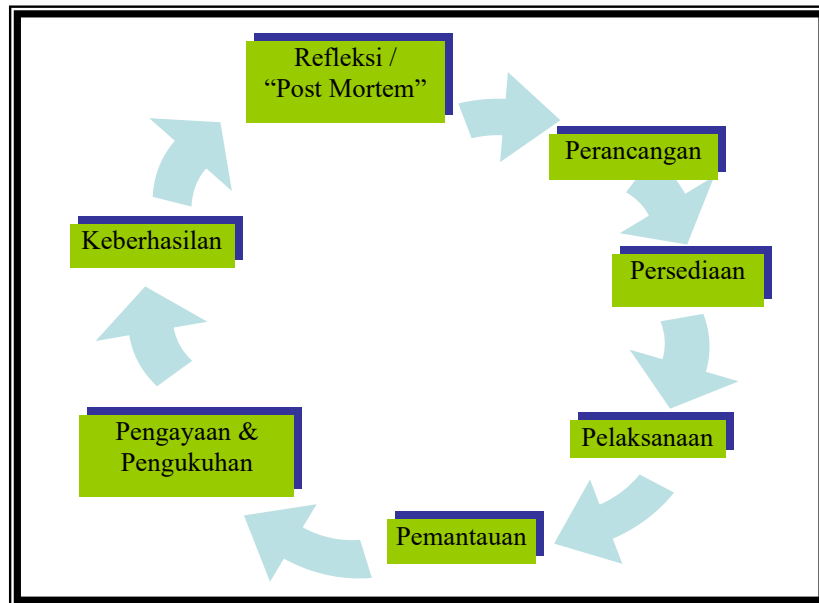 Refleksi /
“Post Mortem”
Perancangan
Persediaan
Pelaksanaan
Pemantauan
Pengayaan &
Pengukuhan
Keberhasilan